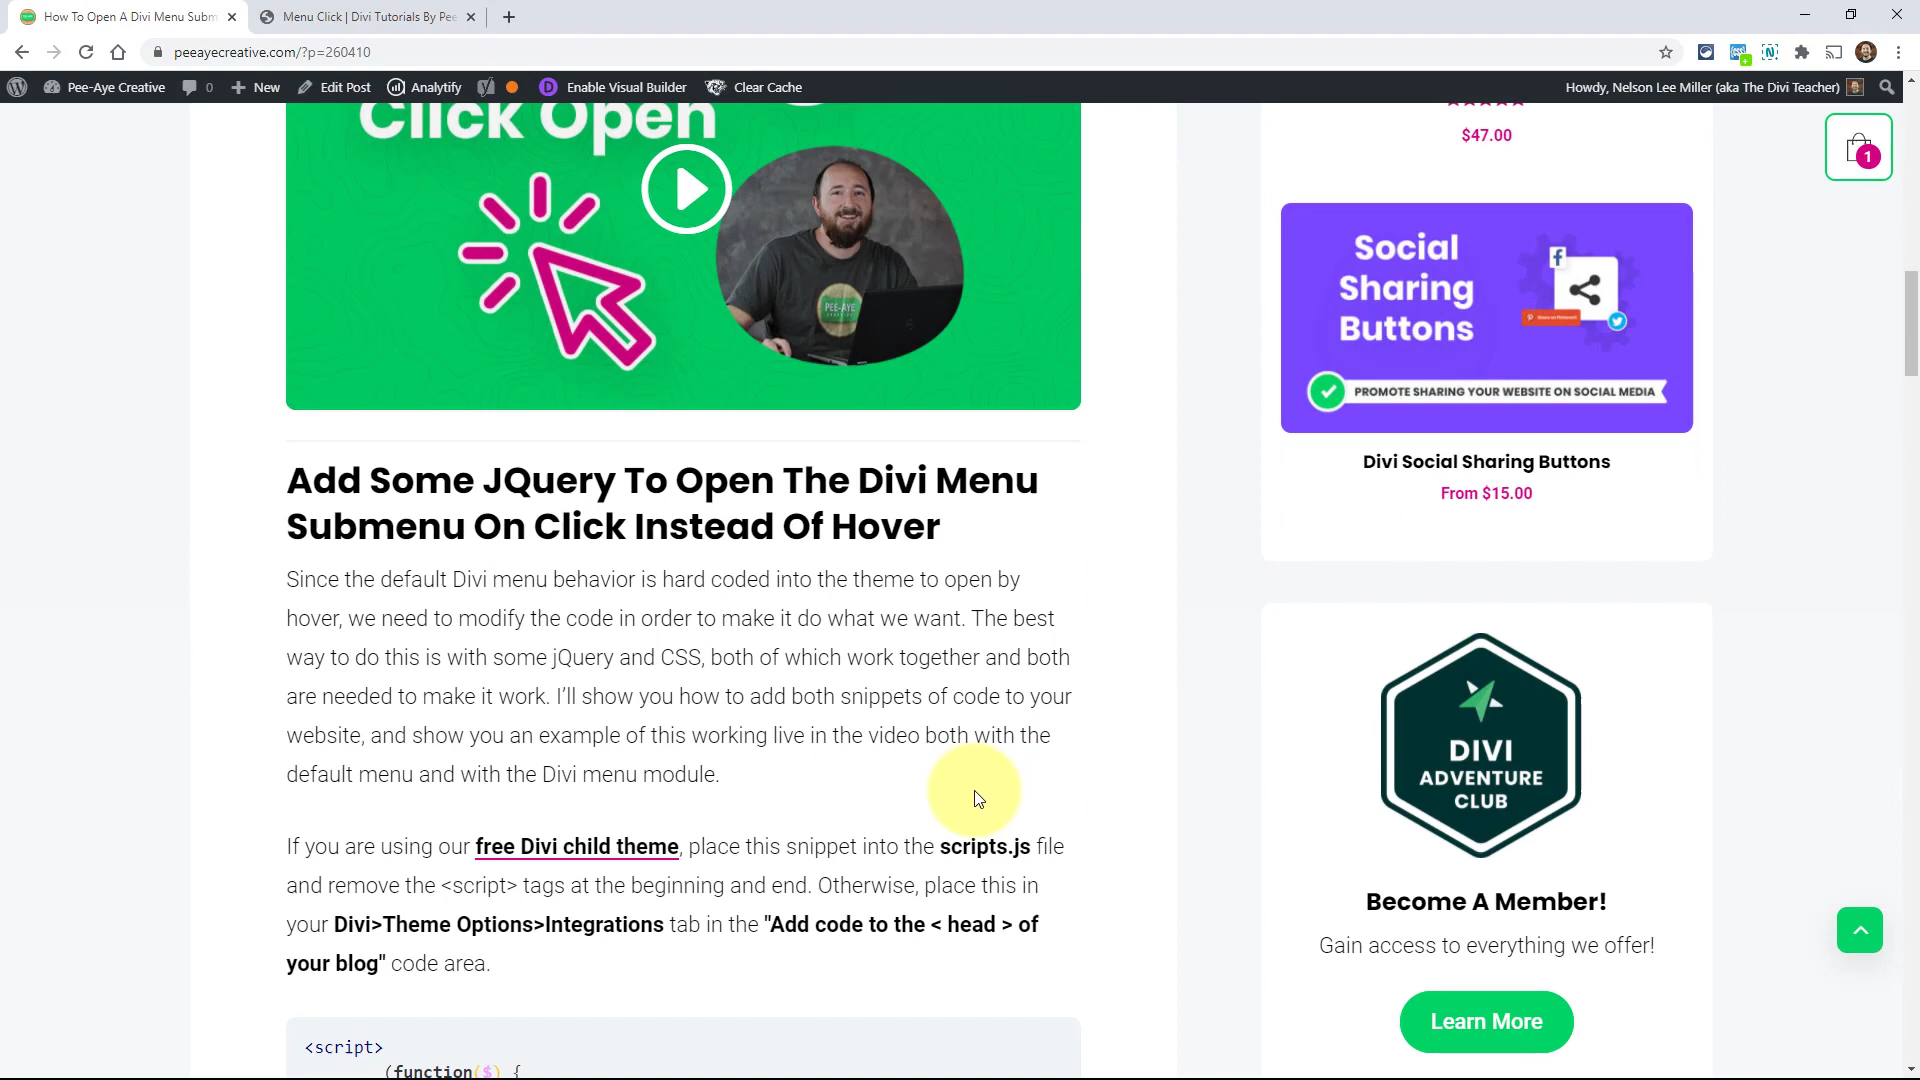 How To Open A Divi Menu Subm
Menu Click | Divi Tutorials By Pee
peeayecreative.com/?p=260410
Pee-Aye Creative
0
New
Edit Post
Analytify
Enable Visual Builder
Clear Cache
Howdy, Nelson Lee Miller (aka The Divi Teacher)
Click Open
PEE-AYE
Add Some JQuery To Open The Divi Menu
Submenu On Click Instead Of Hover
Since the default Divi menu behavior is hard coded into the theme to open by
hover, we need to modify the code in order to make it do what we want. The best
way to do this is with some jQuery and CSS, both of which work together and both
are needed to make it work. I’ll show you how to add both snippets of code to your
website, and show you an example of this working live in the video both with the
default menu and with the Divi menu module.
If you are using our free Divi child theme, place this snippet into the scripts.js file
and remove the <script> tags at the beginning and end. Otherwise, place this in
your Divi>Theme Options>Integrations tab in the "Add code to the < head > of
your blog" code area.
<script>
(function($) {
$47.00
1
Social
Sharing
Buttons
PROMOTE SHARING YOUR WEBSITE ON SOCIAL MEDIA
Divi Social Sharing Buttons
From $15.00
DIVI
ADVENTURE
CLUB
Become A Member!
Gain access to everything we offer!
Learn More